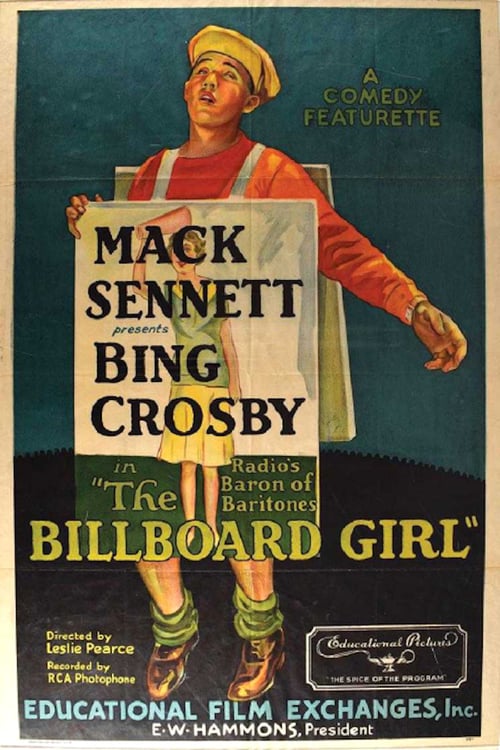 A
COMEDY
FEATURETTE
MACK
SENNETT
presents
BING
CROSBY
in
"The
Radio's
Baron of
Baritones
BILLBOARD GIRL"
Directed by
Leslie Pearce
Recorded by
RCA Photophone
Educational Pictures
"THE SPICE OF THE PROGRAM"
EDUCATIONAL FILM EXCHANGES, Inc.
E.W. HAMMONS, President